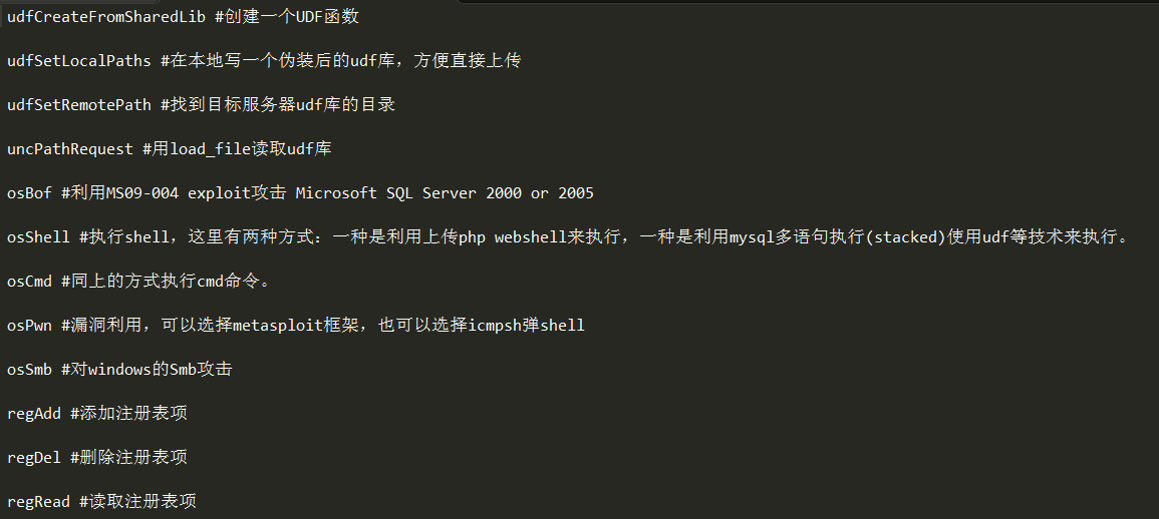 udfCreateFromSharedLib #创建一个UDF函数
udfSetLocalPaths #在本地写一个伪装后的udf库，方便直接上传
udfSetRemotePath #找到目标服务器udf库的目录
uncPathRequest #用load_file读取udf库
osBof #利用MS09-004 exploit攻击 Microsoft SQL Server 2000 or 2005
osShell #执行shell，这里有两种方式：一种是利用上传php webshell来执行，一种是利用mysql多语句执行(stacked)使用udf等技术来执行。
osCmd #同上的方式执行cmd命令。
osPwn #漏洞利用，可以选择metasploit框架，也可以选择icmpsh弹shell
osSmb #对windows的Smb攻击
regAdd #添加注册表项
regDel #删除注册表项
regRead #读取注册表项